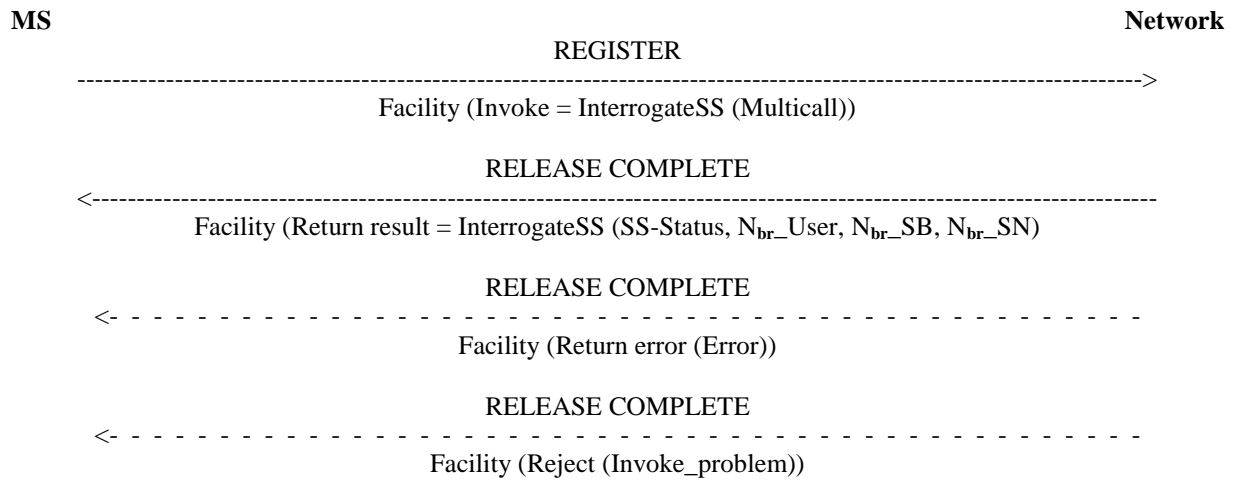 MS Network
REGISTER
------------------------------------------------------------------------------------------------------------------------->
Facility (Invoke = InterrogateSS (Multicall))
RELEASE COMPLETE
<-------------------------------------------------------------------------------------------------------------------------
Facility (Return result = InterrogateSS (SS-Status, Nbr_User, Nbr_SB, Nbr_SN)
RELEASE COMPLETE
<- - - - - - - - - - - - - - - - - - - - - - - - - - - - - - - - - - - - - -
Facility (Return error (Error))
RELEASE COMPLETE
<- - - - - - - - - - - - - - - - - - - - - - - - - - - - - - - - - - - - - -
Facility (Reject (Invoke_problem))